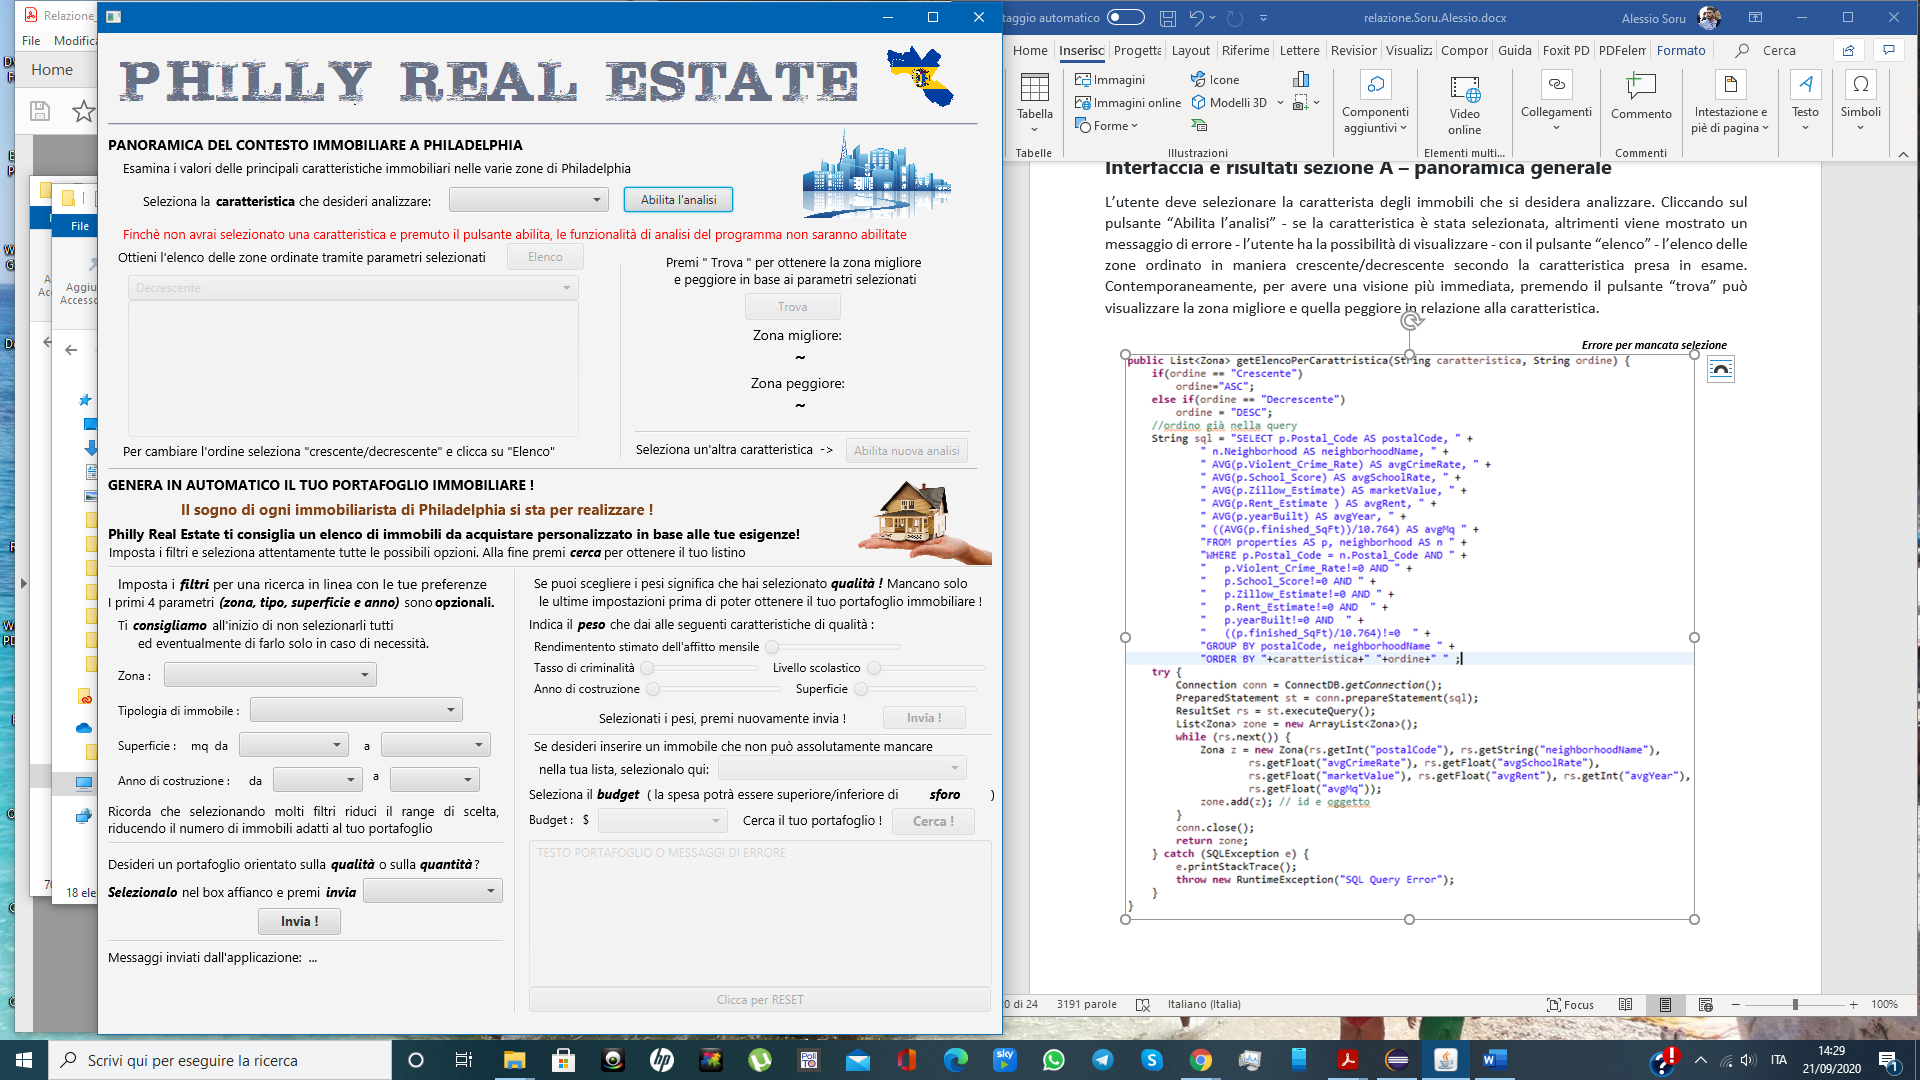 PHILLY REAL ESTATE
PANORAMICA DEL CONTESTO IMMOBILIARE A PHILADELPHIA
Esamina i valori delle principali caratteristiche immobiliari nelle varie zone di Philadelphia
Seleziona la caratteristica che desideri analizzare:
Abilita l'analisi
Finchè non avrai selezionato una caratteristica e premuto il pulsante abilita, le funzionalità di analisi del programma non saranno abilitate
Ottieni l'elenco delle zone ordinate tramite parametri selezionati
Elenco
Decrescente
Per cambiare l'ordine seleziona "crescente/decrescente" e clicca su "Elenco"
Premi " Trova " per ottenere la zona migliore
e peggiore in base ai parametri selezionati
Trova
Zona migliore:
~
Zona peggiore:
~
Seleziona un'altra caratteristica ->
Abilita nuova analisi
GENERA IN AUTOMATICO IL TUO PORTAFOGLIO IMMOBILIARE !
Il sogno di ogni immobiliarista di Philadelphia si sta per realizzare !
Philly Real Estate ti consiglia un elenco di immobili da acquistare personalizzato in base alle tue esigenze!
Imposta i filtri e seleziona attentamente tutte le possibili opzioni. Alla fine premi cerca per ottenere il tuo listino
Imposta i filtri per una ricerca in linea con le tue preferenze
I primi 4 parametri (zona, tipo, superficie e anno) sono opzionali.
Ti consigliamo all'inizio di non selezionarli tutti
ed eventualmente di farlo solo in caso di necessità.
Zona :
Tipologia di immobile :
Superficie : mq da
a
Anno di costruzione : da
a
Ricorda che selezionando molti filtri riduci il range di scelta,
riducendo il numero di immobili adatti al tuo portafoglio
Desideri un portafoglio orientato sulla qualità o sulla quantità?
Selezionalo nel box affianco e premi invia
Invia !
Messaggi inviati dall'applicazione: ...
Se puoi scegliere i pesi significa che hai selezionato qualità ! Mancano solo
le ultime impostazioni prima di poter ottenere il tuo portafoglio immobiliare !
Indica il peso che dai alle seguenti caratteristiche di qualità :
Rendimentento stimato dell'affitto mensile
Tasso di criminalità
Livello scolastico
Anno di costruzione
Superficie
Selezionati i pesi, premi nuovamente invia !
Invia !
Se desideri inserire un immobile che non può assolutamente mancare
nella tua lista, selezionalo qui:
Seleziona il budget ( la spesa potrà essere superiore/inferiore di sforo )
Budget : $
Cerca il tuo portafoglio !
Cerca !
TESTO PORTAFOGLIO O MESSAGGI DI ERRORE
Clicca per RESET
Relazione_
File Modifica
Home
File
18 ele
taggio automatico
relazione.Soru.Alessio.docx
Alessio Soru
Home Inserisc Progetta Layout Riferime Lettere Revision Visualiz Compor Guida Foxit PD PDFelem Formato Cerca
Tabella
Tabelle
Immagini
Immagini online
Forme
Icone
Modelli 3D
Illustrazioni
Componenti
aggiuntivi
Video
online
Elementi multi...
Collegamenti
Commento
Commenti
Intestazione e
piè di pagina
Testo
Simboli
Interfaccia e risultati sezione A – panoramica generale
L’utente deve selezionare la caratterista degli immobili che si desidera analizzare. Cliccando sul
pulsante “Abilita l’analisi” - se la caratteristica è stata selezionata, altrimenti viene mostrato un
messaggio di errore - l’utente ha la possibilità di visualizzare - con il pulsante “elenco” - l’elenco delle
zone ordinato in maniera crescente/decrescente secondo la caratteristica presa in esame.
Contemporaneamente, per avere una visione più immediata, premendo il pulsante “trova” può
visualizzare la zona migliore e quella peggiore in relazione alla caratteristica.
Errore per mancata selezione
public List<Zona> getElencoPerCarattristica(String caratteristica, String ordine) {
if(ordine == "Crescente")
ordine="ASC";
else if(ordine == "Decrescente")
ordine = "DESC";
//ordino già nella query
String sql = "SELECT p.Postal_Code AS postalCode, " +
" n.Neighborhood AS neighborhoodName, " +
" AVG(p.Violent_Crime_Rate) AS avgCrimeRate, " +
" AVG(p.School_Score) AS avgSchoolRate, " +
" AVG(p.Zillow_Estimate) AS marketValue, " +
" AVG(p.Rent_Estimate ) AS avgRent, " +
" AVG(p.yearBuilt) AS avgYear, " +
" ((AVG(p.finished_SqFt))/10.764) AS avgMq " +
"FROM properties AS p, neighborhood AS n " +
"WHERE p.Postal_Code = n.Postal_Code AND " +
" p.Violent_Crime_Rate!=0 AND " +
" p.School_Score!=0 AND " +
" p.Zillow_Estimate!=0 AND " +
" p.Rent_Estimate!=0 AND " +
" p.yearBuilt!=0 AND " +
" ((p.finished_SqFt)/10.764)!=0 " +
"GROUP BY postalCode, neighborhoodName " +
"ORDER BY "+caratteristica+" "+ordine+" " ;
try {
Connection conn = ConnectDB.getConnection();
PreparedStatement st = conn.prepareStatement(sql);
ResultSet rs = st.executeQuery();
List<Zona> zone = new ArrayList<Zona>();
while (rs.next()) {
Zona z = new Zona(rs.getInt("postalCode"), rs.getString("neighborhoodName"),
rs.getFloat("avgCrimeRate"), rs.getFloat("avgSchoolRate"),
rs.getFloat("marketValue"), rs.getFloat("avgRent"), rs.getInt("avgYear"),
rs.getFloat("avgMq"));
zone.add(z); // id e oggetto
}
conn.close();
return zone;
} catch (SQLException e) {
e.printStackTrace();
throw new RuntimeException("SQL Query Error");
}
}
0 di 24 3191 parole Italiano (Italia) Focus 100%
Scrivi qui per eseguire la ricerca
ITA
14:29
21/09/2020